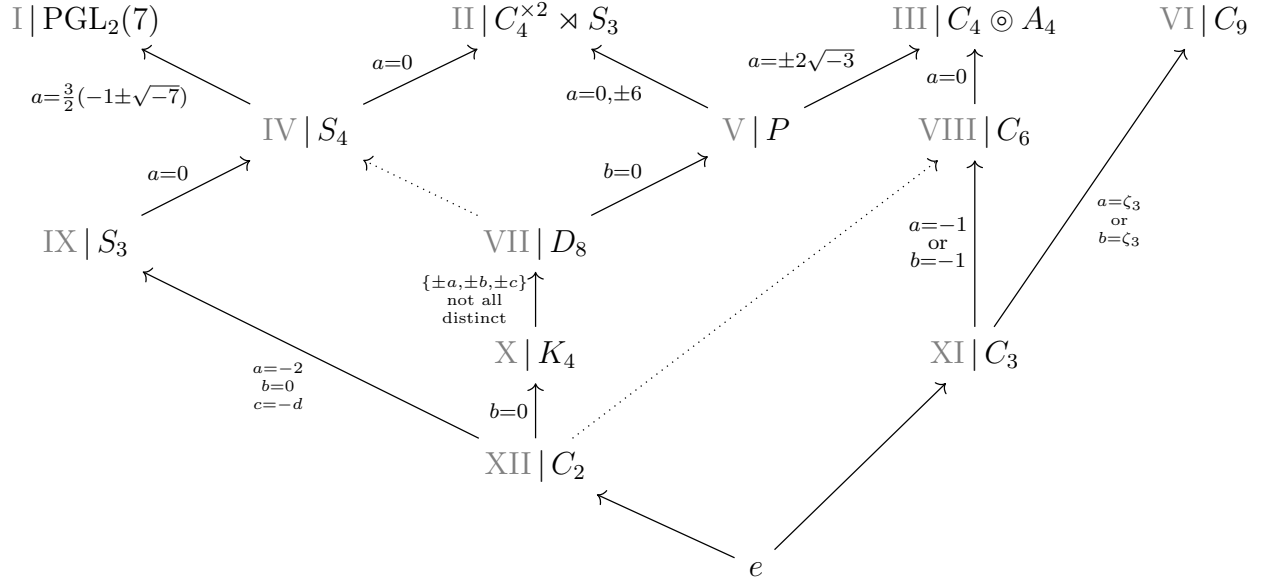 I | PGL₂(7)
II | C₄^{×2} ⋊ S₃
III | C₄ ⊚ A₄
VI | C₉
a=3/2(−1±√−7)
a=0
a=0,±6
a=±2√−3
a=0
IV | S₄
V | P
VIII | C₆
a=0
b=0
a=−1
or
b=−1
a=ζ₃
or
b=ζ₃
IX | S₃
VII | D₈
{±a,±b,±c}
not all
distinct
X | K₄
XI | C₃
a=−2
b=0
c=−d
b=0
XII | C₂
e